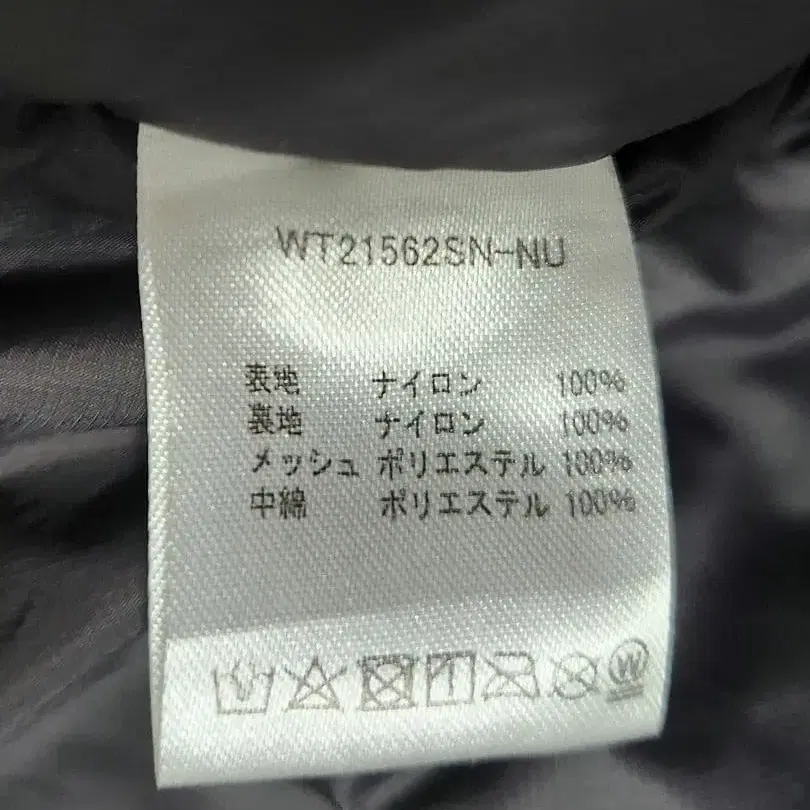 WT21562SN-NU
表地 ナイロン 100%
裏地 ナイロン 100%
メッシュ ポリエステル 100%
中綿 ポリエステル 100%
W